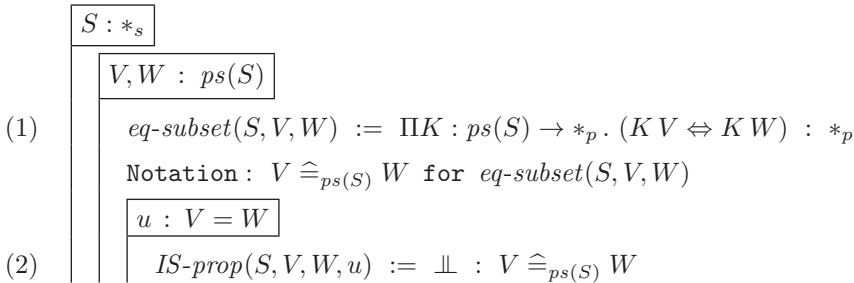 S : *ₛ
V, W : ps(S)
(1) eq-subset(S, V, W) := ΠK : ps(S) → *ₚ . (K V ⇔ K W) : *ₚ
Notation : V ≙ₚₛ₍S₎ W for eq-subset(S, V, W)
u : V = W
(2) IS-prop(S, V, W, u) := ⫫ : V ≙ₚₛ₍S₎ W